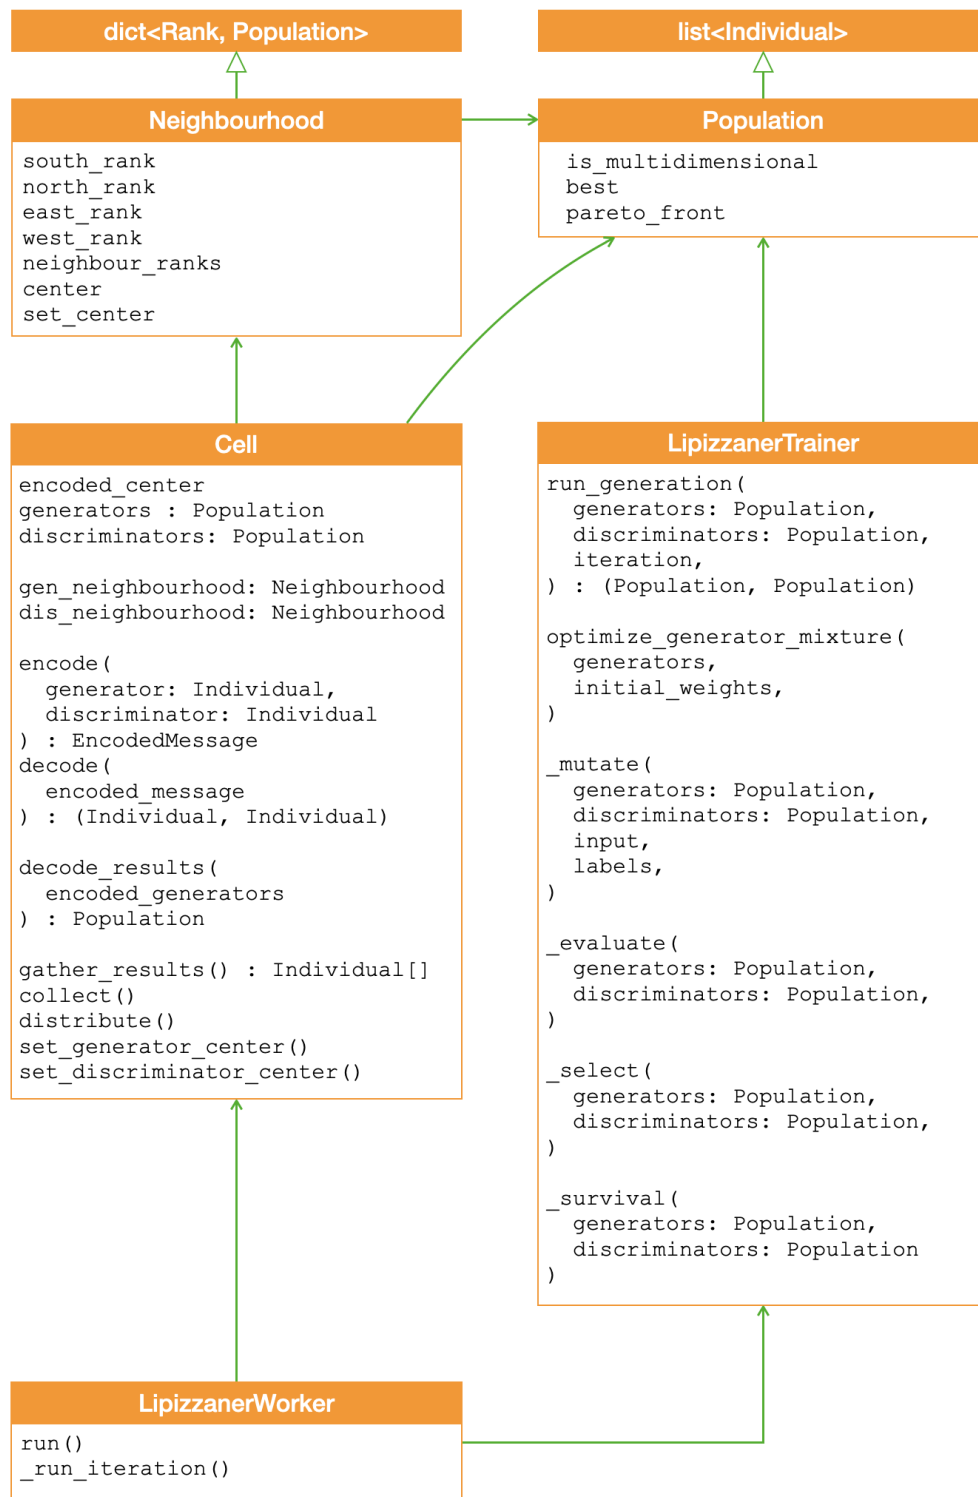 dict<Rank, Population>
list<Individual>
Neighbourhood
south_rank
north_rank
east_rank
west_rank
neighbour_ranks
center
set_center
Population
is_multidimensional
best
pareto_front
Cell
encoded_center
generators : Population
discriminators: Population
gen_neighbourhood: Neighbourhood
dis_neighbourhood: Neighbourhood
encode(
generator: Individual,
discriminator: Individual
) : EncodedMessage
decode(
encoded_message
) : (Individual, Individual)
decode_results(
encoded_generators
) : Population
gather_results() : Individual[]
collect()
distribute()
set_generator_center()
set_discriminator_center()
LipizzanerTrainer
run_generation(
generators: Population,
discriminators: Population,
iteration,
) : (Population, Population)
optimize_generator_mixture(
generators,
initial_weights,
)
_mutate(
generators: Population,
discriminators: Population,
input,
labels,
)
_evaluate(
generators: Population,
discriminators: Population,
)
_select(
generators: Population,
discriminators: Population,
)
_survival(
generators: Population,
discriminators: Population
)
LipizzanerWorker
run()
_run_iteration()